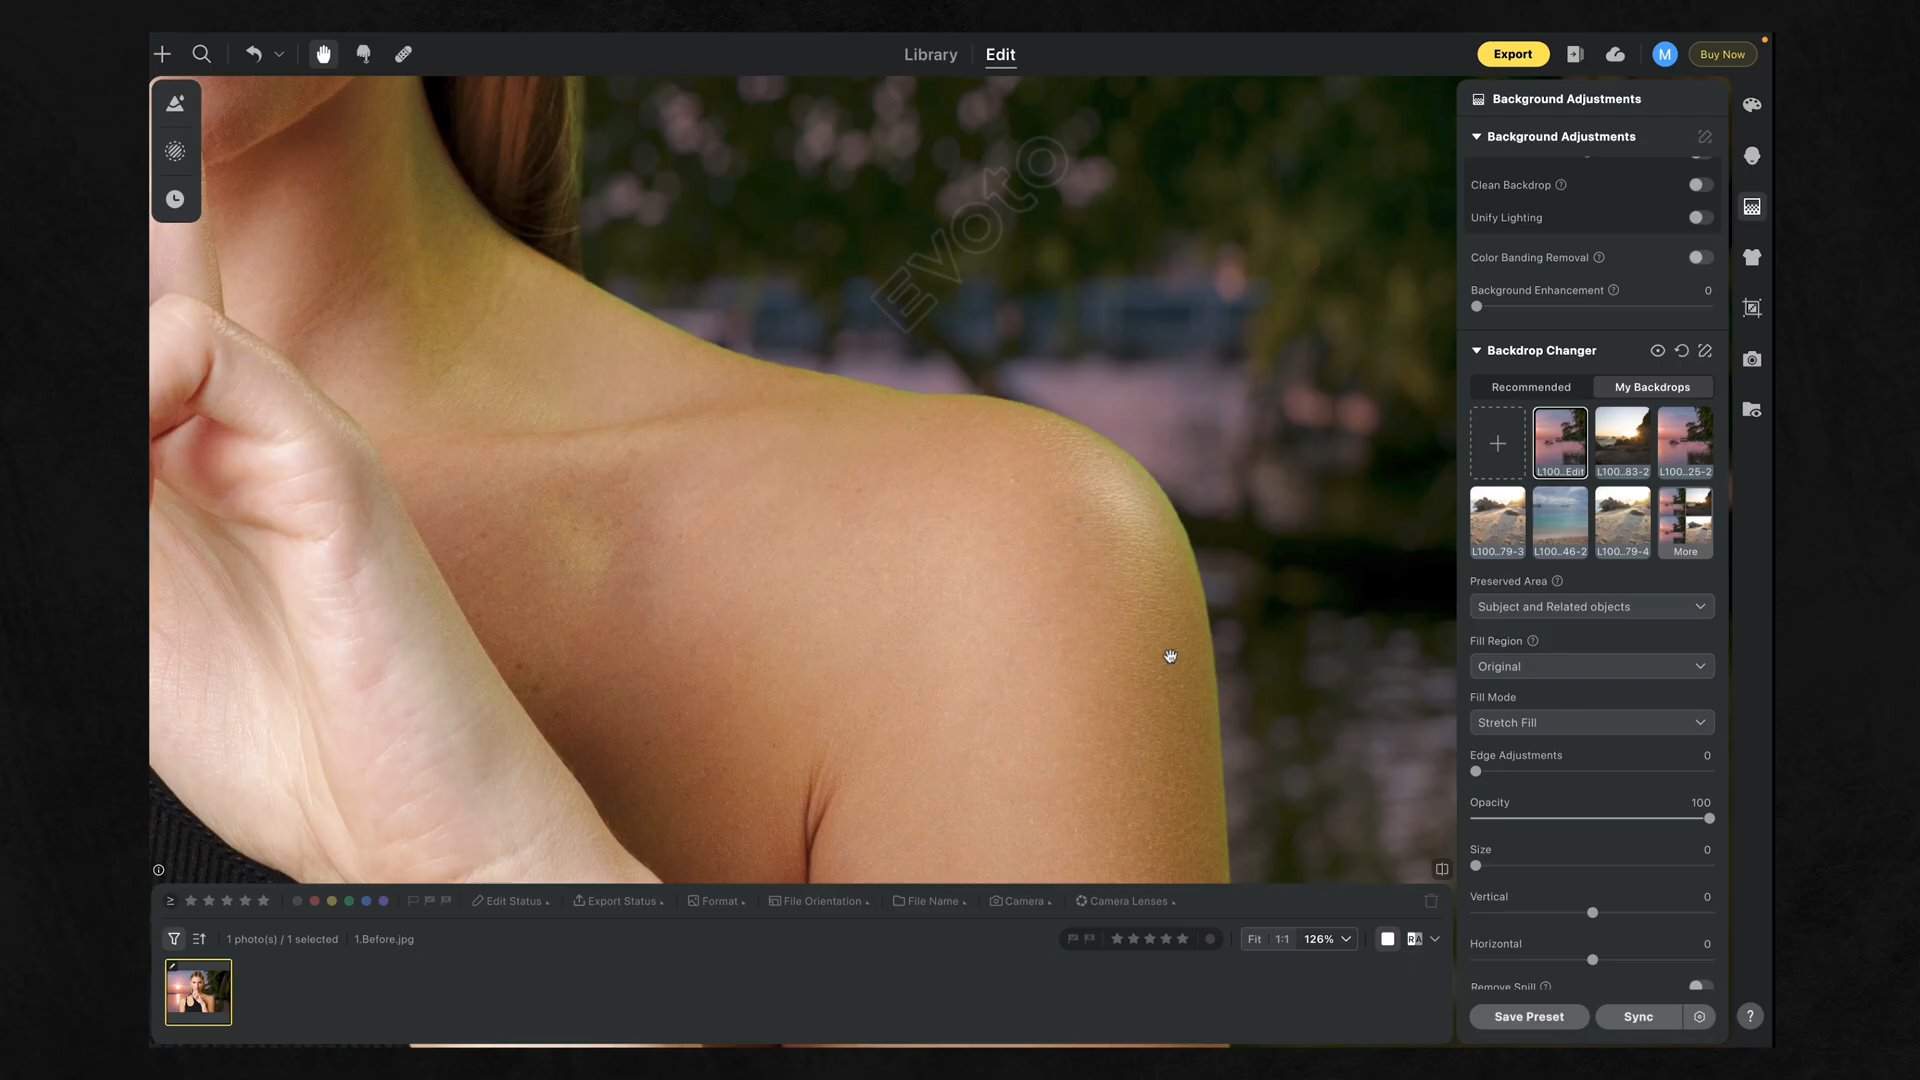 Library
Edit
Export
M
Buy Now
Evoto
Background Adjustments
Background Adjustments
Clean Backdrop
Unify Lighting
Color Banding Removal
Background Enhancement 0
Backdrop Changer
Recommended
My Backdrops
L100...Edit
L100...83-2
L100...25-2
L100...79-3
L100...46-2
L100...79-4
More
Preserved Area
Subject and Related objects
Fill Region
Original
Fill Mode
Stretch Fill
Edge Adjustments 0
Opacity 100
Size 0
Vertical 0
Horizontal 0
Remove Spill
Save Preset
Sync
?
≥
Edit Status
Export Status
Format
File Orientation
File Name
Camera
Camera Lenses
1 photo(s) / 1 selected
1.Before.jpg
Fit
1:1
126%